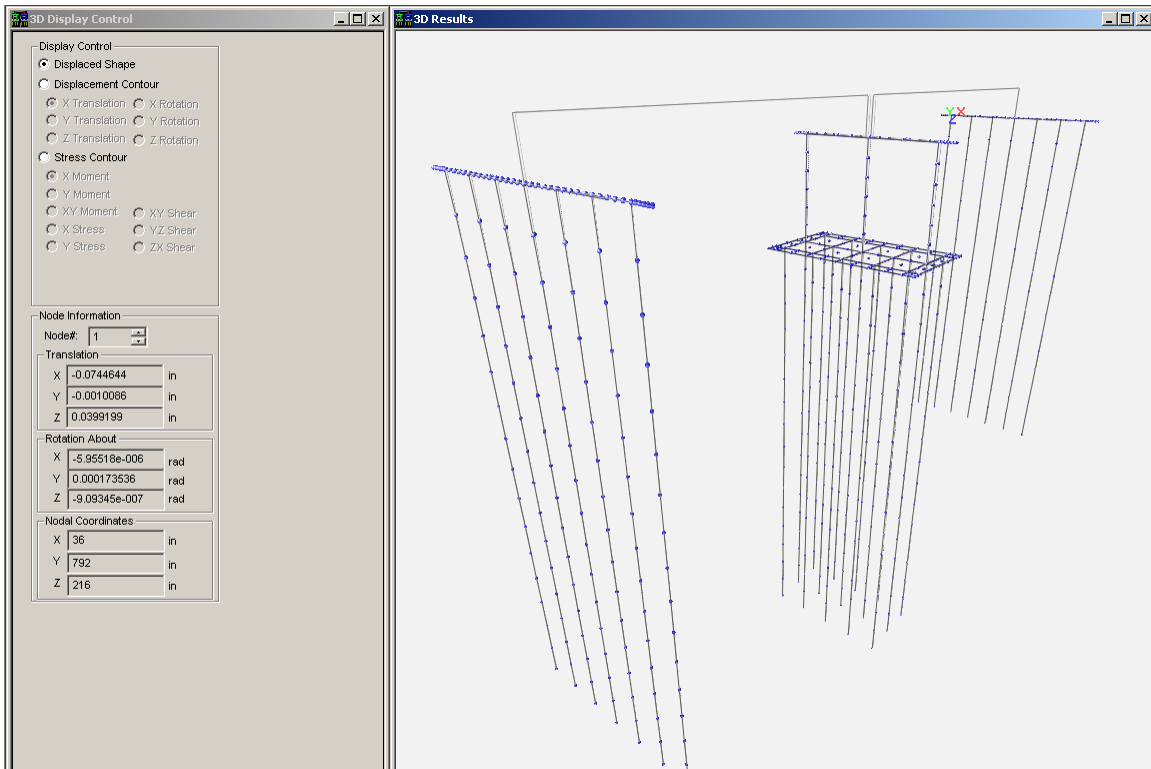 3D Display Control
Display Control
Displaced Shape
Displacement Contour
X Translation X Rotation
Y Translation Y Rotation
Z Translation Z Rotation
Stress Contour
X Moment
Y Moment
XY Moment XY Shear
X Stress YZ Shear
Y Stress ZX Shear
Node Information
Node#: 1
Translation
X -0.0744644 in
Y -0.0010086 in
Z 0.0399199 in
Rotation About
X -5.95518e-006 rad
Y 0.000173536 rad
Z -9.09345e-007 rad
Nodal Coordinates
X 36 in
Y 792 in
Z 216 in
3D Results
Y X
Z